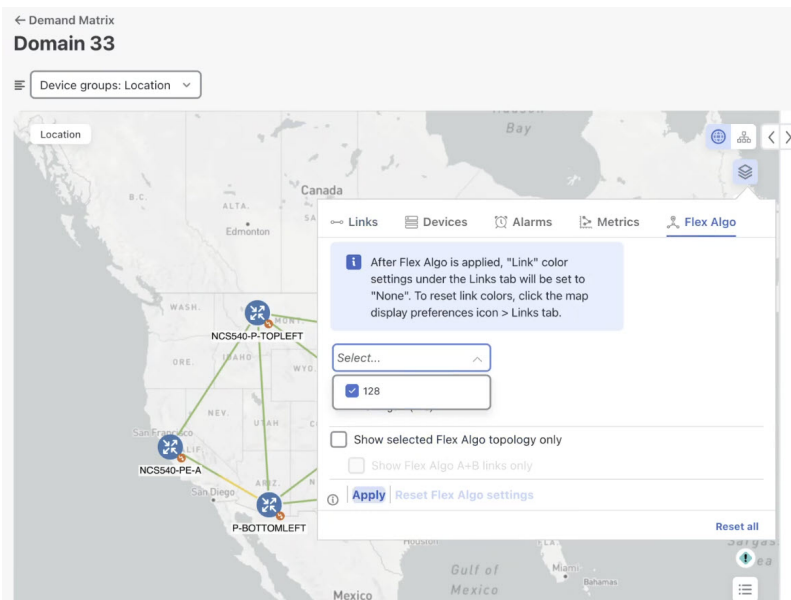 ← Demand Matrix
Domain 33
Device groups: Location
Location
Bay
Canada
B.C.
ALTA.
SA
Edmonton
Links
Devices
Alarms
Metrics
Flex Algo
After Flex Algo is applied, "Link" color
settings under the Links tab will be set to
"None". To reset link colors, click the map
display preferences icon > Links tab.
WASH.
MONT.
NCS540-P-TOPLEFT
Select...
ORE.
IDAHO
WYO.
128
NEV.
UTAH
San Francisco
Show selected Flex Algo topology only
NCS540-PE-A
Show Flex Algo A+B links only
San Diego
ARIZ.
N
Apply
Reset Flex Algo settings
P-BOTTOMLEFT
Reset all
Houston
FLA.
Gulf of
Mexico
Miami
Bahamas
Mexico